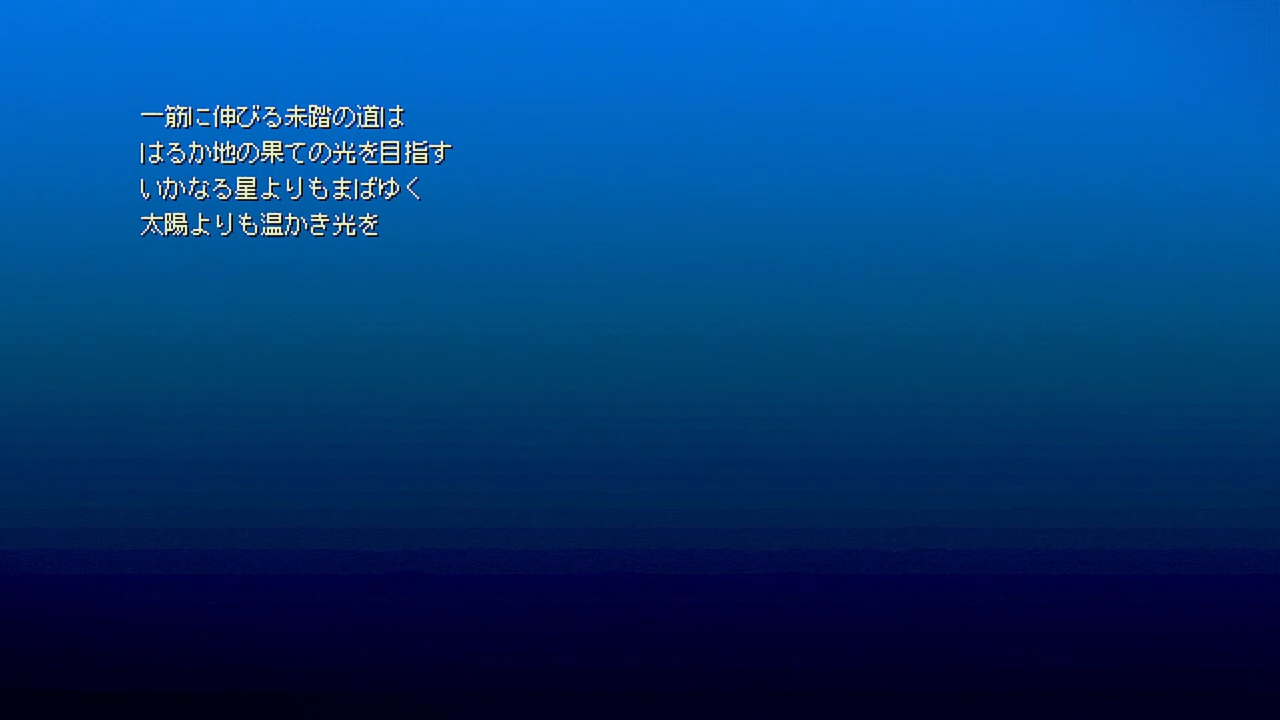 一筋に伸びる未踏の道は
はるか地の果ての光を目指す
いかなる星よりもまばゆく
太陽よりも温かき光を